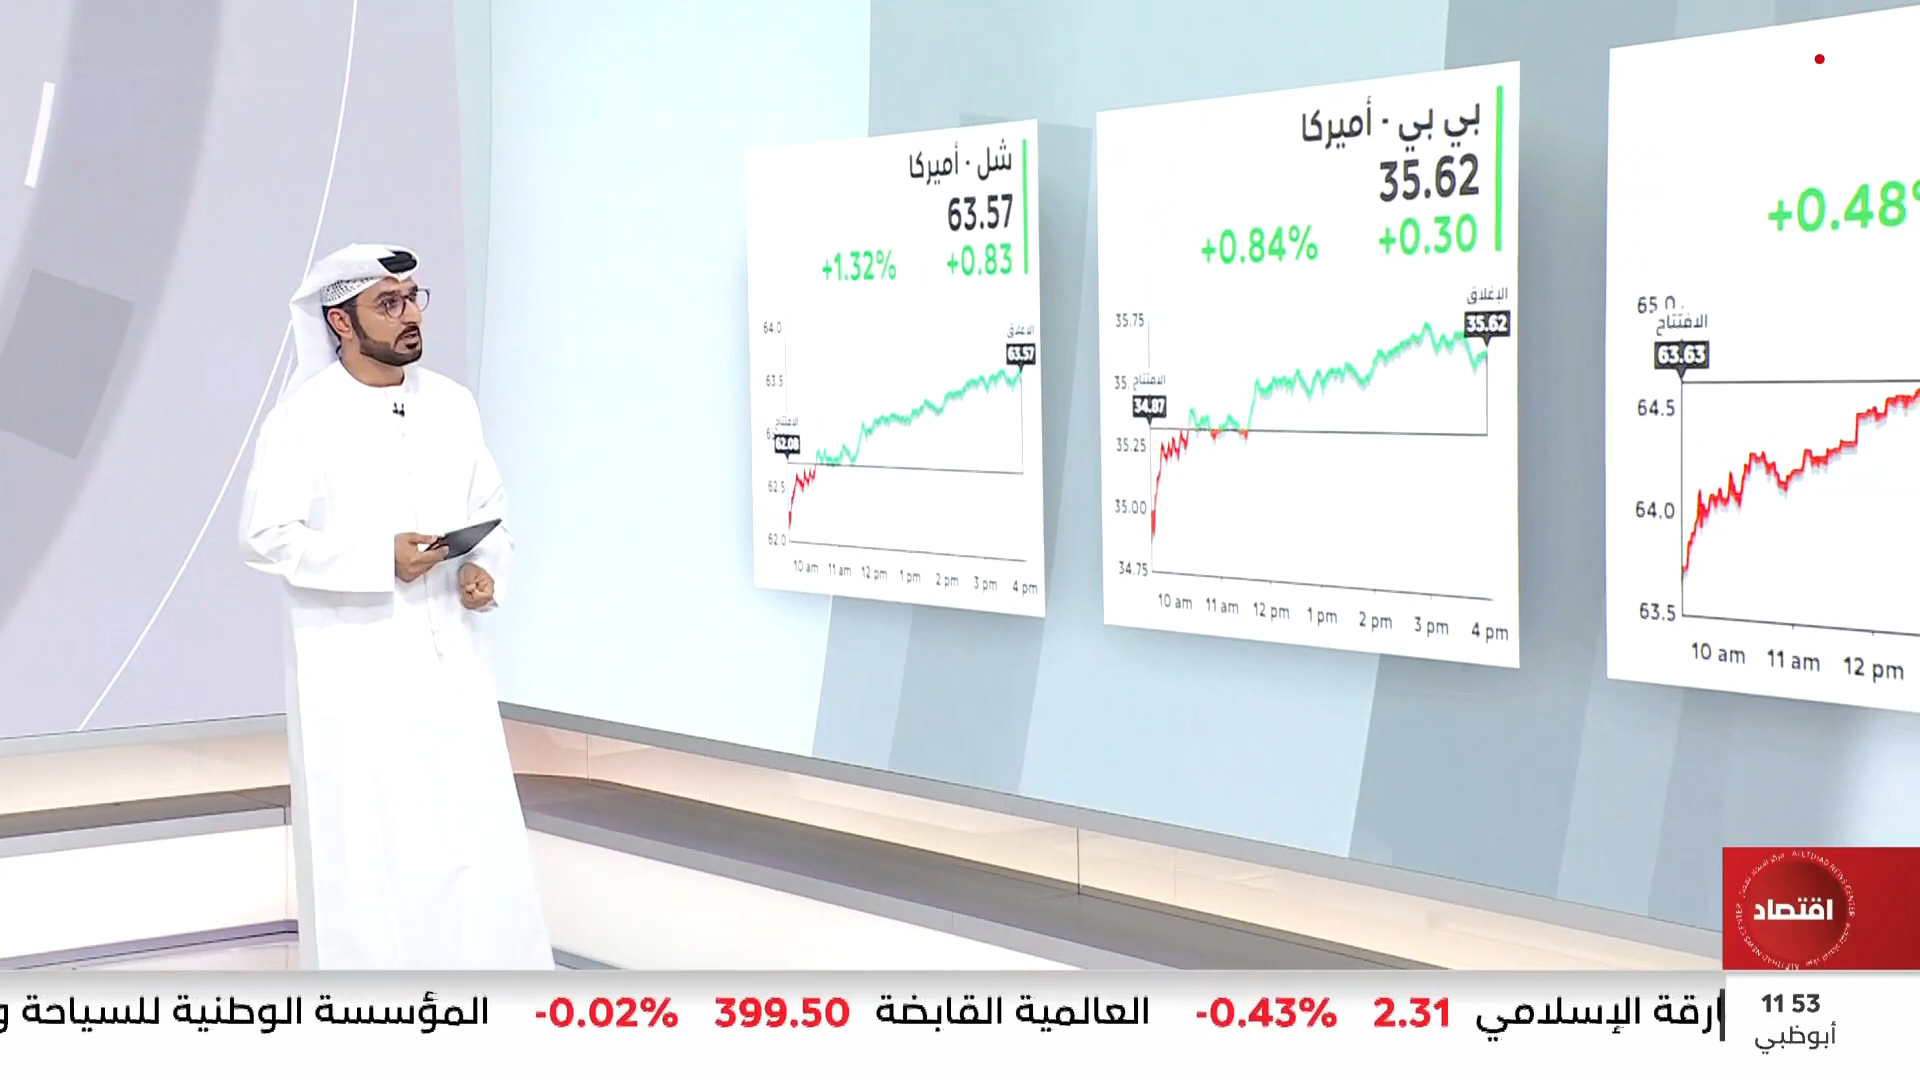 شل - أميركا
63.57
+1.32% +0.83
64.0
63.5
62.5
62.0
الافتتاح
62.08
الإغلاق
63.57
10 am 11 am 12 pm 1 pm 2 pm 3 pm 4 pm
بي بي - أميركا
35.62
+0.84% +0.30
35.75
35.25
35.00
34.75
الافتتاح
34.87
الإغلاق
35.62
10 am 11 am 12 pm 1 pm 2 pm 3 pm 4 pm
+0.48%
65.0
الافتتاح
63.63
64.5
64.0
63.5
10 am 11 am 12 pm
اقتصاد
11 53
أبوظبي
ارقة الإسلامي 2.31 -0.43% العالمية القابضة 399.50 -0.02% المؤسسة الوطنية للسياحة و